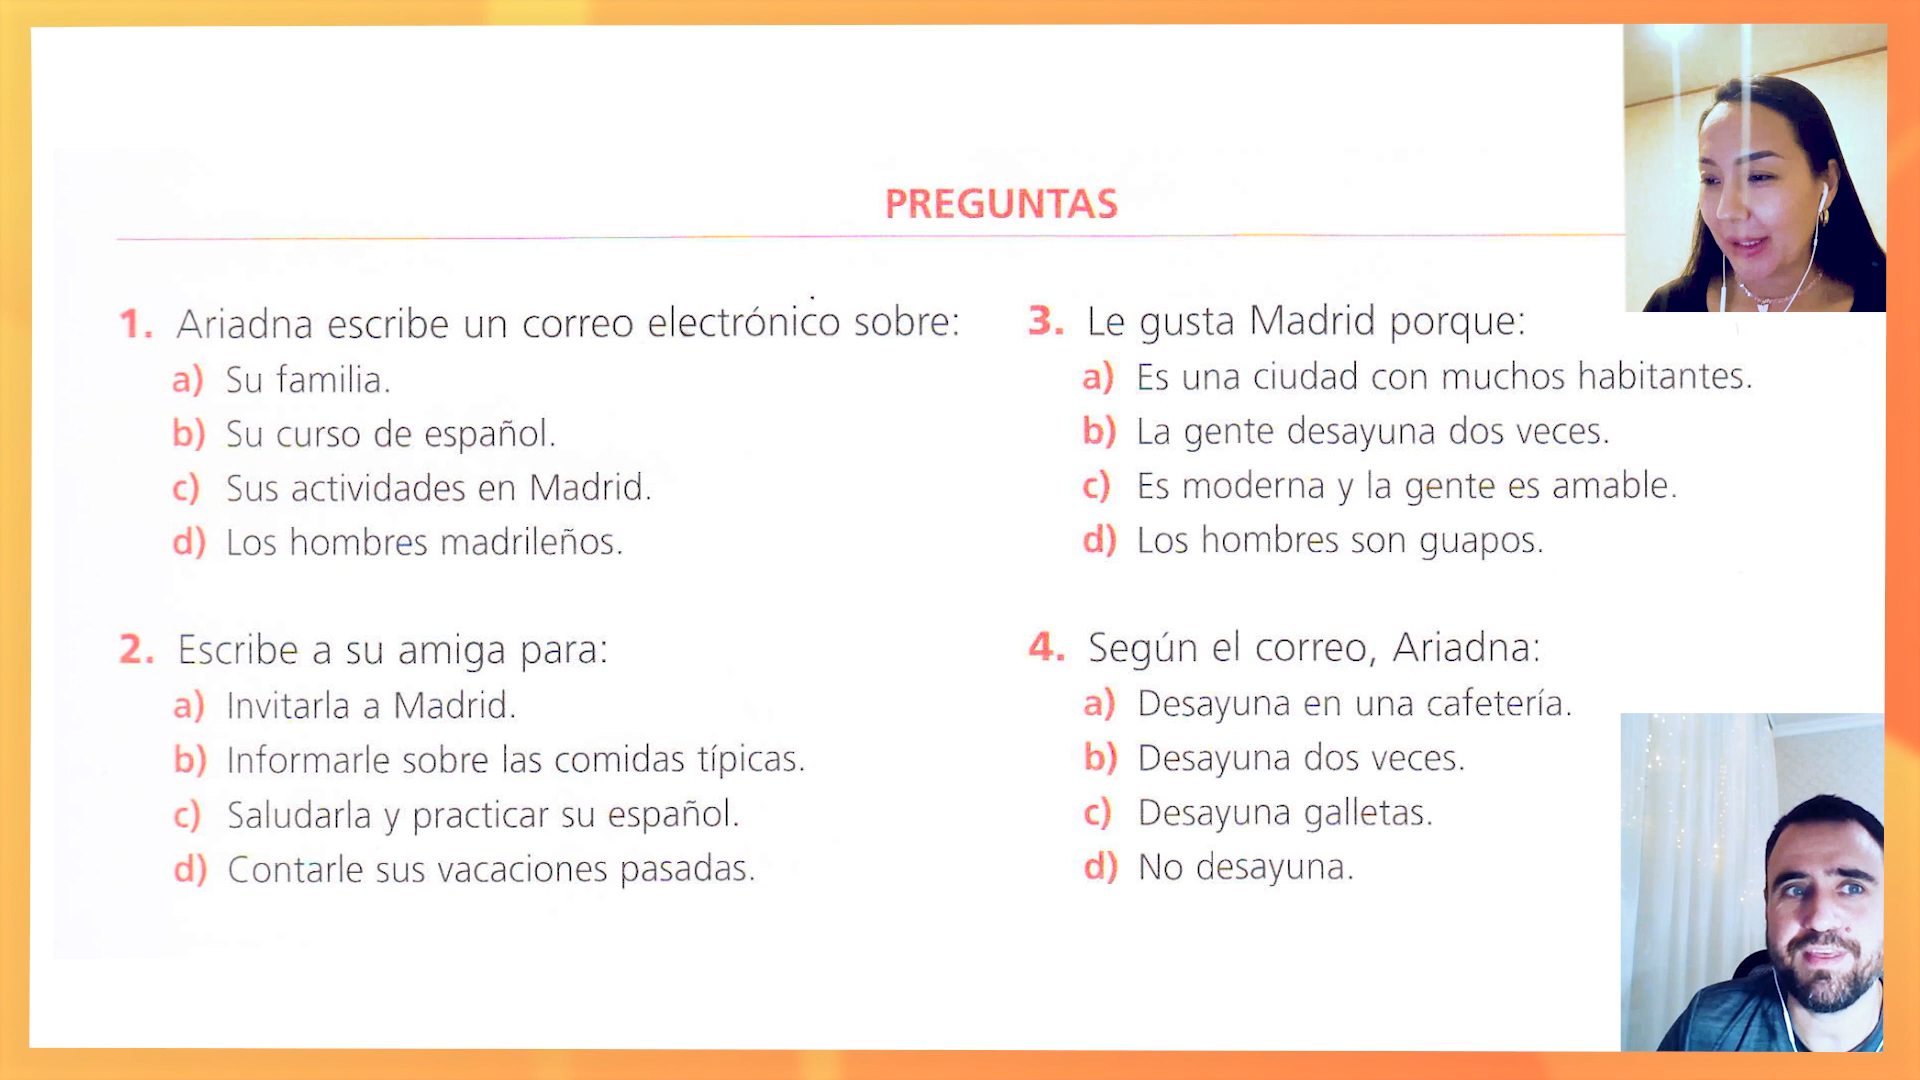 PREGUNTAS
1. Ariadna escribe un correo electrónico sobre:
a) Su familia.
b) Su curso de español.
c) Sus actividades en Madrid.
d) Los hombres madrileños.
2. Escribe a su amiga para:
a) Invitarla a Madrid.
b) Informarle sobre las comidas típicas.
c) Saludarla y practicar su español.
d) Contarle sus vacaciones pasadas.
3. Le gusta Madrid porque:
a) Es una ciudad con muchos habitantes.
b) La gente desayuna dos veces.
c) Es moderna y la gente es amable.
d) Los hombres son guapos.
4. Según el correo, Ariadna:
a) Desayuna en una cafetería.
b) Desayuna dos veces.
c) Desayuna galletas.
d) No desayuna.